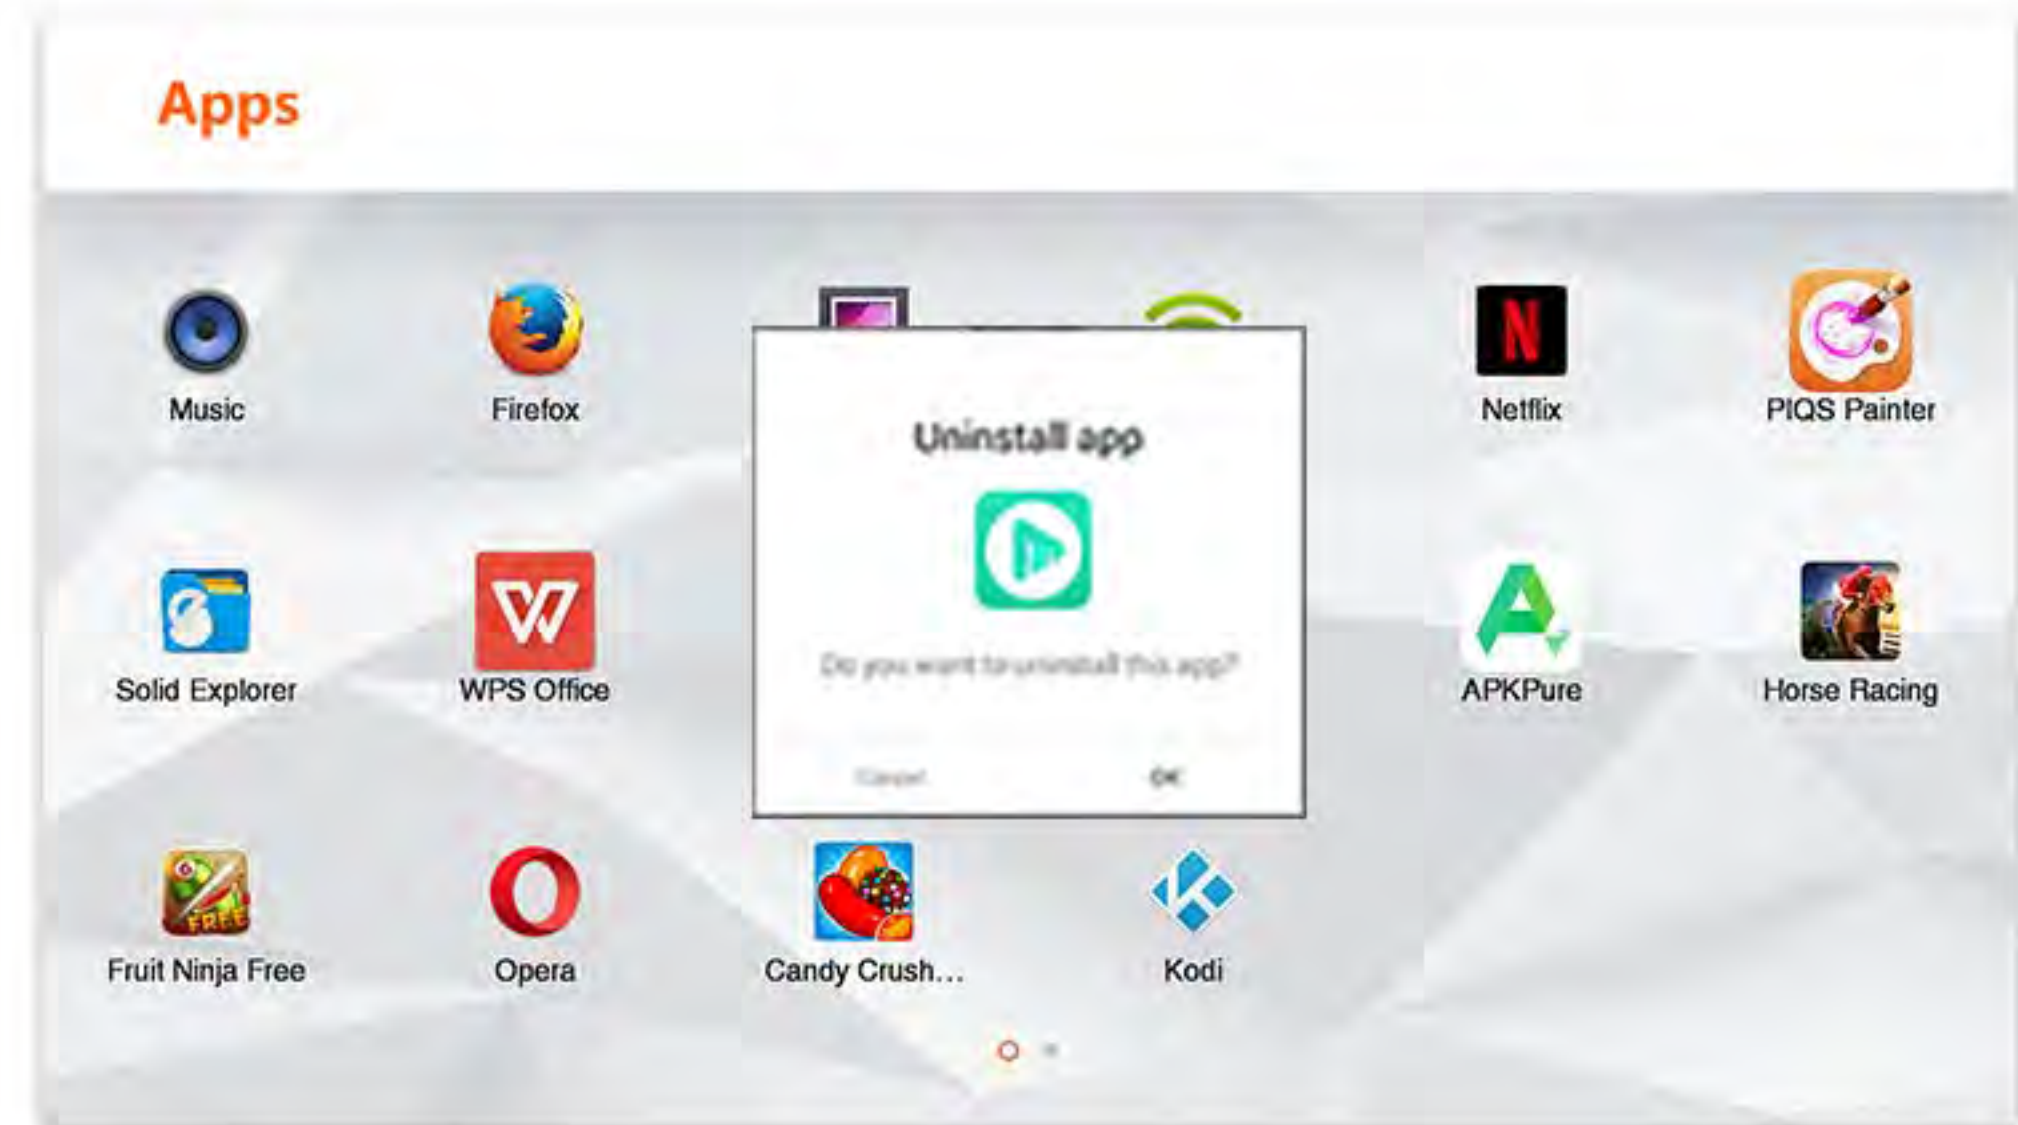 Apps
Music
Firefox
Netflix
PIQS Painter
Uninstall app
Do you want to uninstall this app?
Cancel
OK
Solid Explorer
WPS Office
APKPure
Horse Racing
FREE
Fruit Ninja Free
Opera
Candy Crush...
Kodi